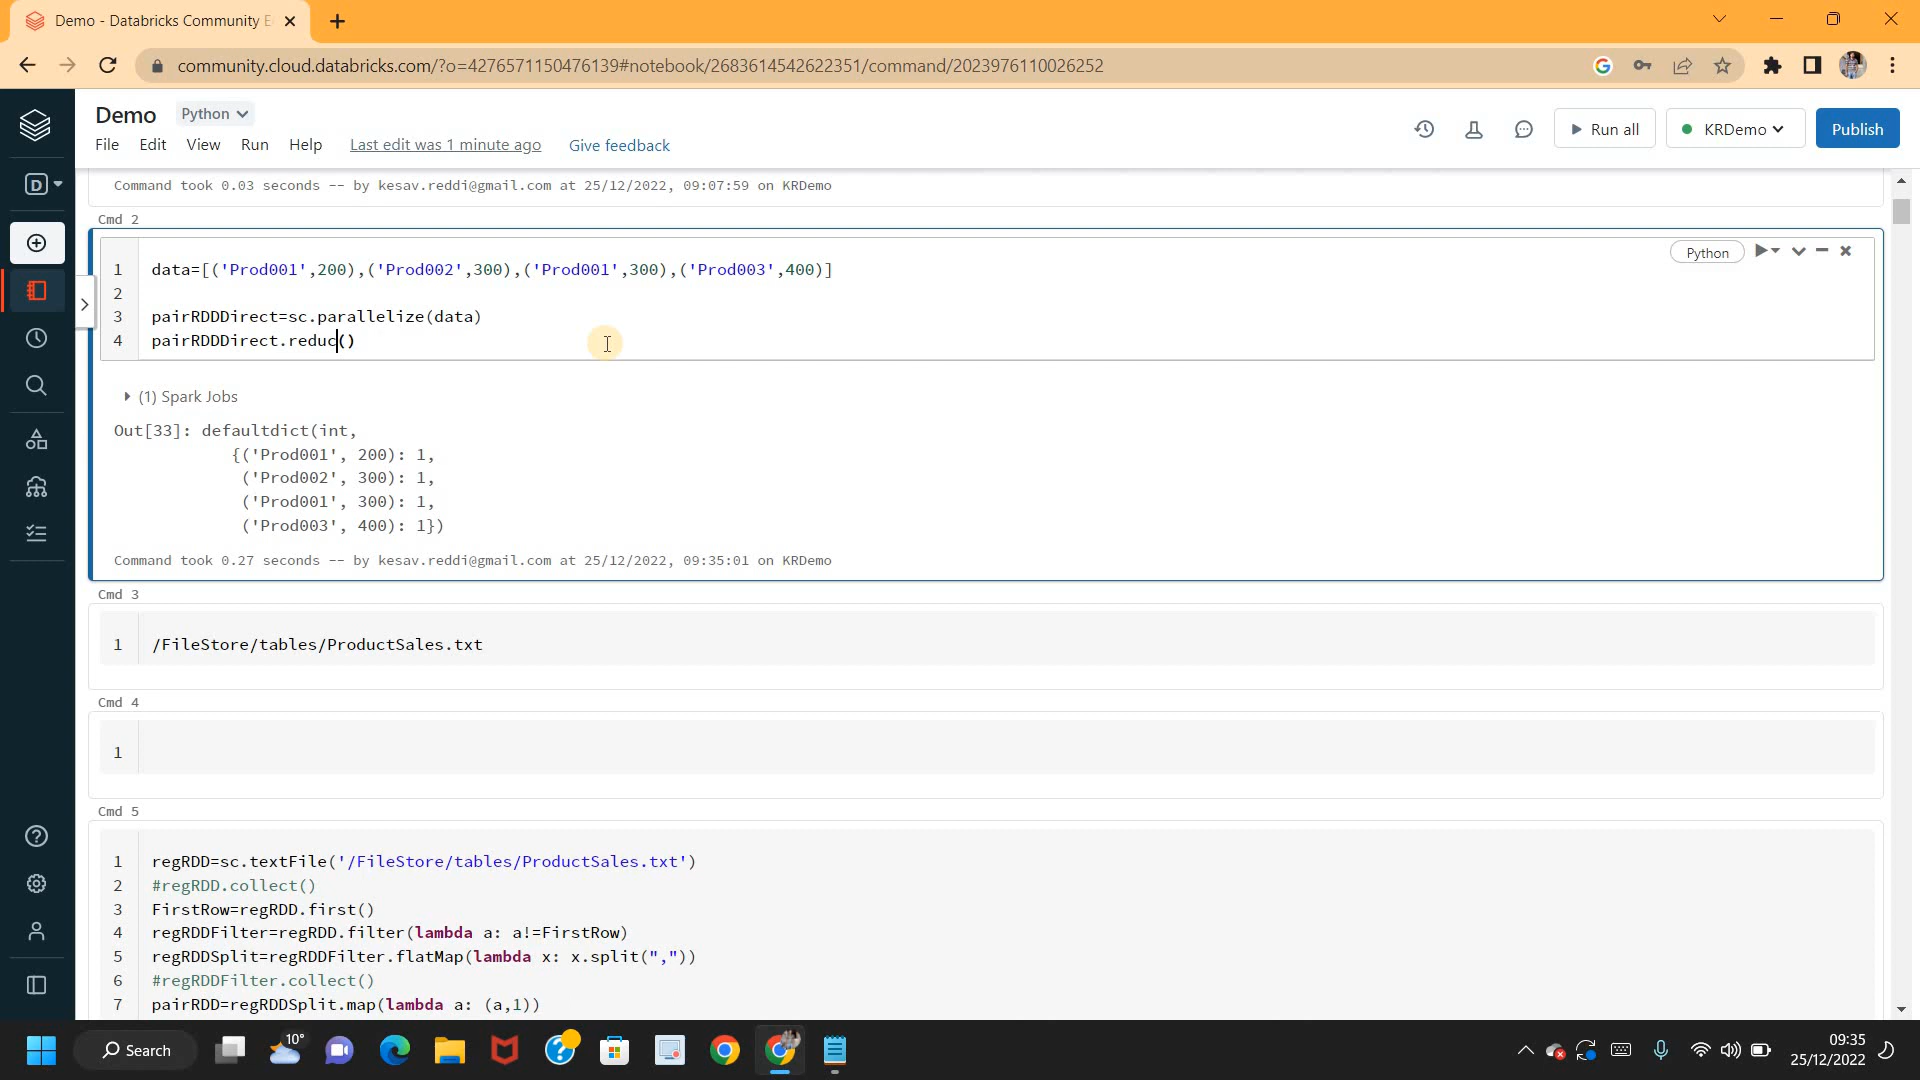 Demo - Databricks Community E
community.cloud.databricks.com/?o=4276571150476139#notebook/2683614542622351/command/2023976110026252
Demo
Python
File Edit View Run Help Last edit was 1 minute ago Give feedback
Run all
KRDemo
Publish
D
Command took 0.03 seconds -- by kesav.reddi@gmail.com at 25/12/2022, 09:07:59 on KRDemo
Cmd 2
Python
1 data=[('Prod001',200),('Prod002',300),('Prod001',300),('Prod003',400)]
2
3 pairRDDDirect=sc.parallelize(data)
4 pairRDDDirect.reduc()
(1) Spark Jobs
Out[33]: defaultdict(int,
{('Prod001', 200): 1,
('Prod002', 300): 1,
('Prod001', 300): 1,
('Prod003', 400): 1})
Command took 0.27 seconds -- by kesav.reddi@gmail.com at 25/12/2022, 09:35:01 on KRDemo
Cmd 3
1 /FileStore/tables/ProductSales.txt
Cmd 4
1
Cmd 5
1 regRDD=sc.textFile('/FileStore/tables/ProductSales.txt')
2 #regRDD.collect()
3 FirstRow=regRDD.first()
4 regRDDFilter=regRDD.filter(lambda a: a!=FirstRow)
5 regRDDSplit=regRDDFilter.flatMap(lambda x: x.split(","))
6 #regRDDFilter.collect()
7 pairRDD=regRDDSplit.map(lambda a: (a,1))
Search
10°
09:35
25/12/2022